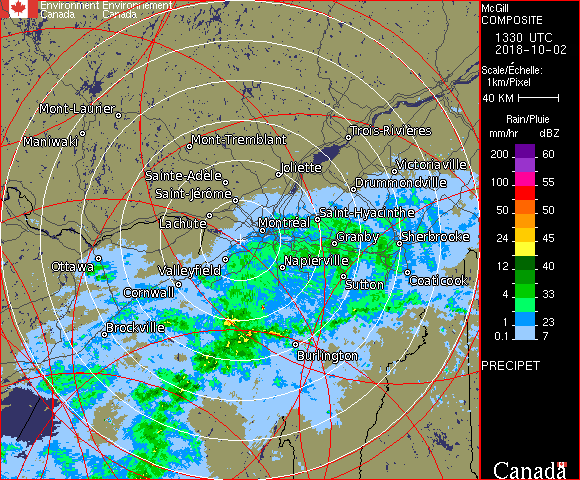 Environment Environnement
Canada Canada
McGill
COMPOSITE
1330 UTC
2018-10-02
Scale/Échelle:
1km/Pixel
40 KM
Rain/Pluie
mm/hr dBZ
200 60
100 55
50 50
24 45
12 40
4 33
1 23
0.1 7
PRECIPET
Canada
Mont-Laurier
Maniwaki
Mont-Tremblant
Trois-Rivières
Sainte-Adèle
Joliette
Victoriaville
Saint-Jérôme
Drummondville
Lachute
Montréal
Saint-Hyacinthe
Granby
Sherbrooke
Ottawa
Valleyfield
Napierville
Cornwall
Sutton
Coaticook
Brockville
Burlington